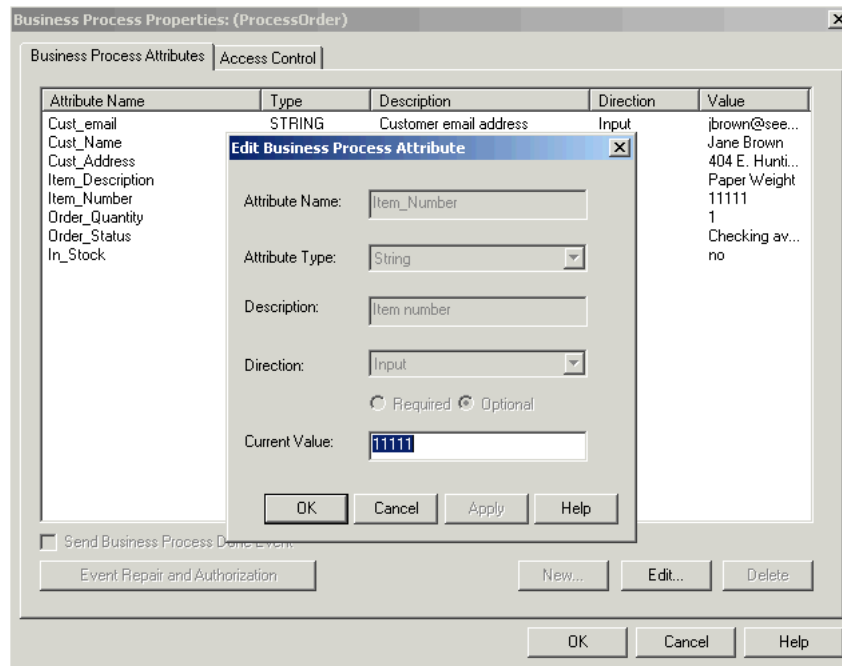 Business Process Properties: (ProcessOrder)
Business Process Attributes Access Control
Attribute Name Type Description Direction Value
Cust_email STRING Customer email address Input jbrown@see...
Cust_Name Jane Brown
Cust_Address 404 E. Hunti...
Item_Description Paper Weight
Item_Number 11111
Order_Quantity 1
Order_Status Checking av...
In_Stock no
Edit Business Process Attribute
Attribute Name: Item_Number
Attribute Type: String
Description: Item number
Direction: Input
Required Optional
Current Value: 11111
OK Cancel Apply Help
Send Business Process Done Event
Event Repair and Authorization New... Edit... Delete
OK Cancel Help